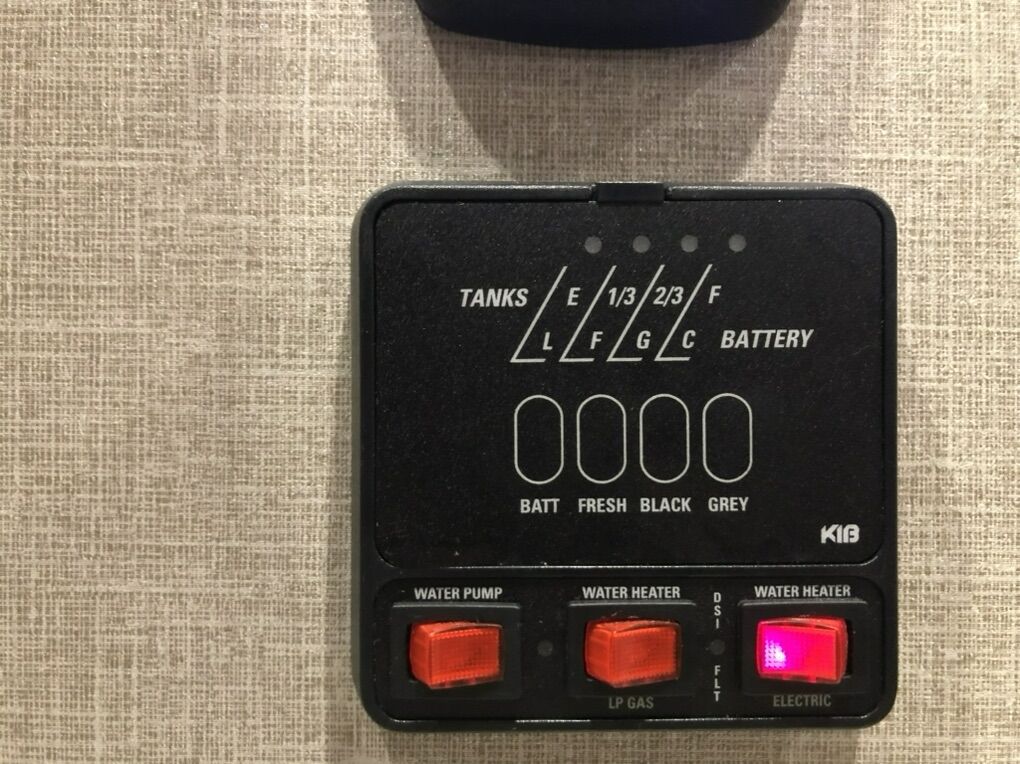 TANKS E 1/3 2/3 F
L F G C BATTERY
BATT FRESH BLACK GREY
KIB
WATER PUMP WATER HEATER DSI WATER HEATER
LP GAS FLT ELECTRIC